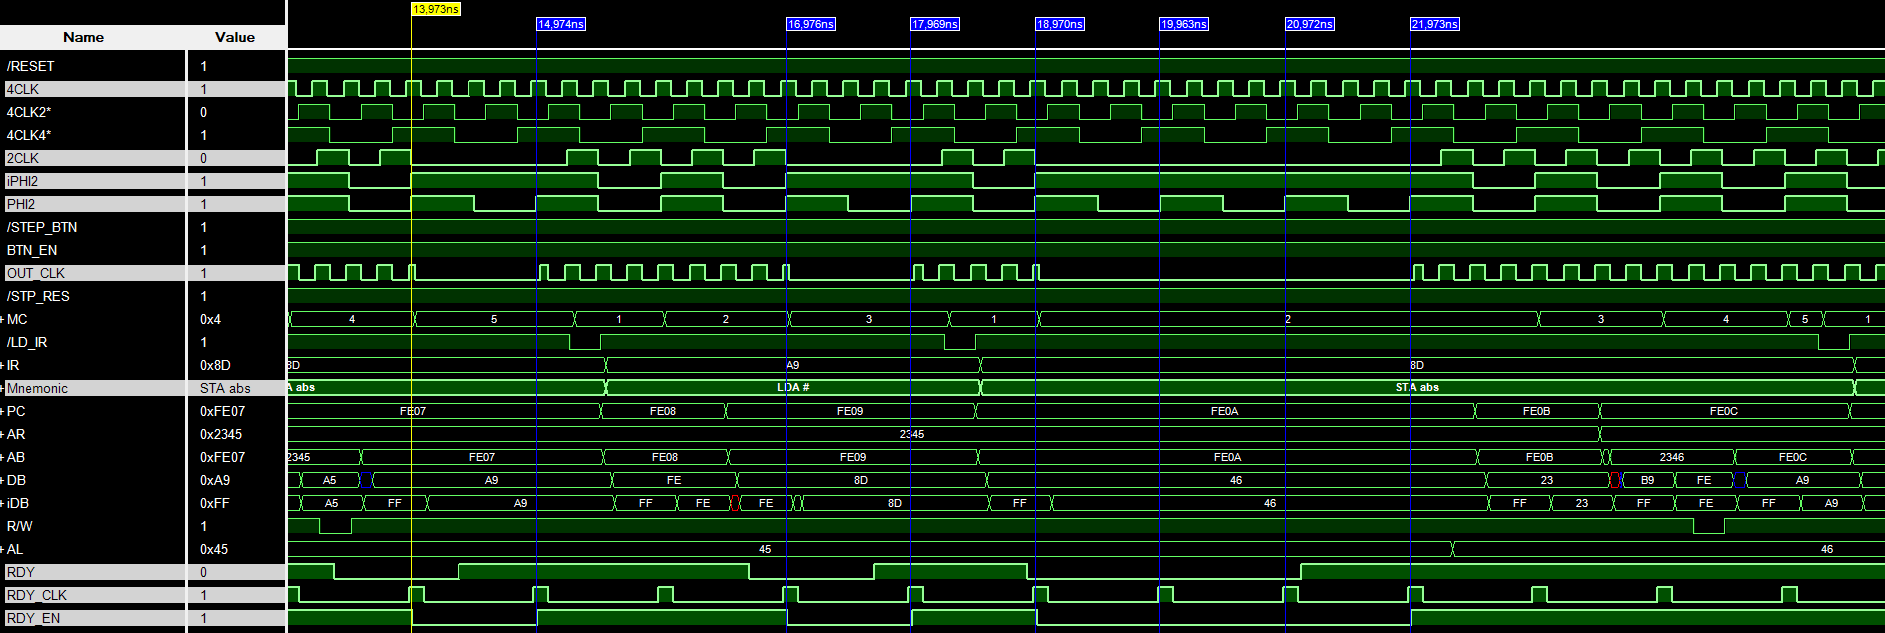 13,973ns
14,974ns 16,976ns 17,969ns 18,970ns 19,963ns 20,972ns 21,973ns
Name Value
/RESET 1
4CLK 1
4CLK2* 0
4CLK4* 1
2CLK 0
iPHI2 1
PHI2 1
/STEP_BTN 1
BTN_EN 1
OUT_CLK 1
/STP_RES 1
+MC 0x4 4 5 1 2 3 1 2 3 4 5 1
/LD_IR 1
+IR 0x8D 8D A9 8D
+Mnemonic STA abs A abs LDA # STA abs
+PC 0xFE07 FE07 FE08 FE09 FE0A FE0B FE0C
+AR 0x2345 2345
+AB 0xFE07 2345 FE07 FE08 FE09 FE0A FE0B 2346 FE0C
+DB 0xA9 A5 A9 FE 8D 46 23 B9 FE A9
+iDB 0xFF A5 FF A9 FF FE FE 8D FF 46 FF 23 FF FE FF A9
R/W 1
+AL 0x45 45 46
RDY 0
RDY_CLK 1
RDY_EN 1